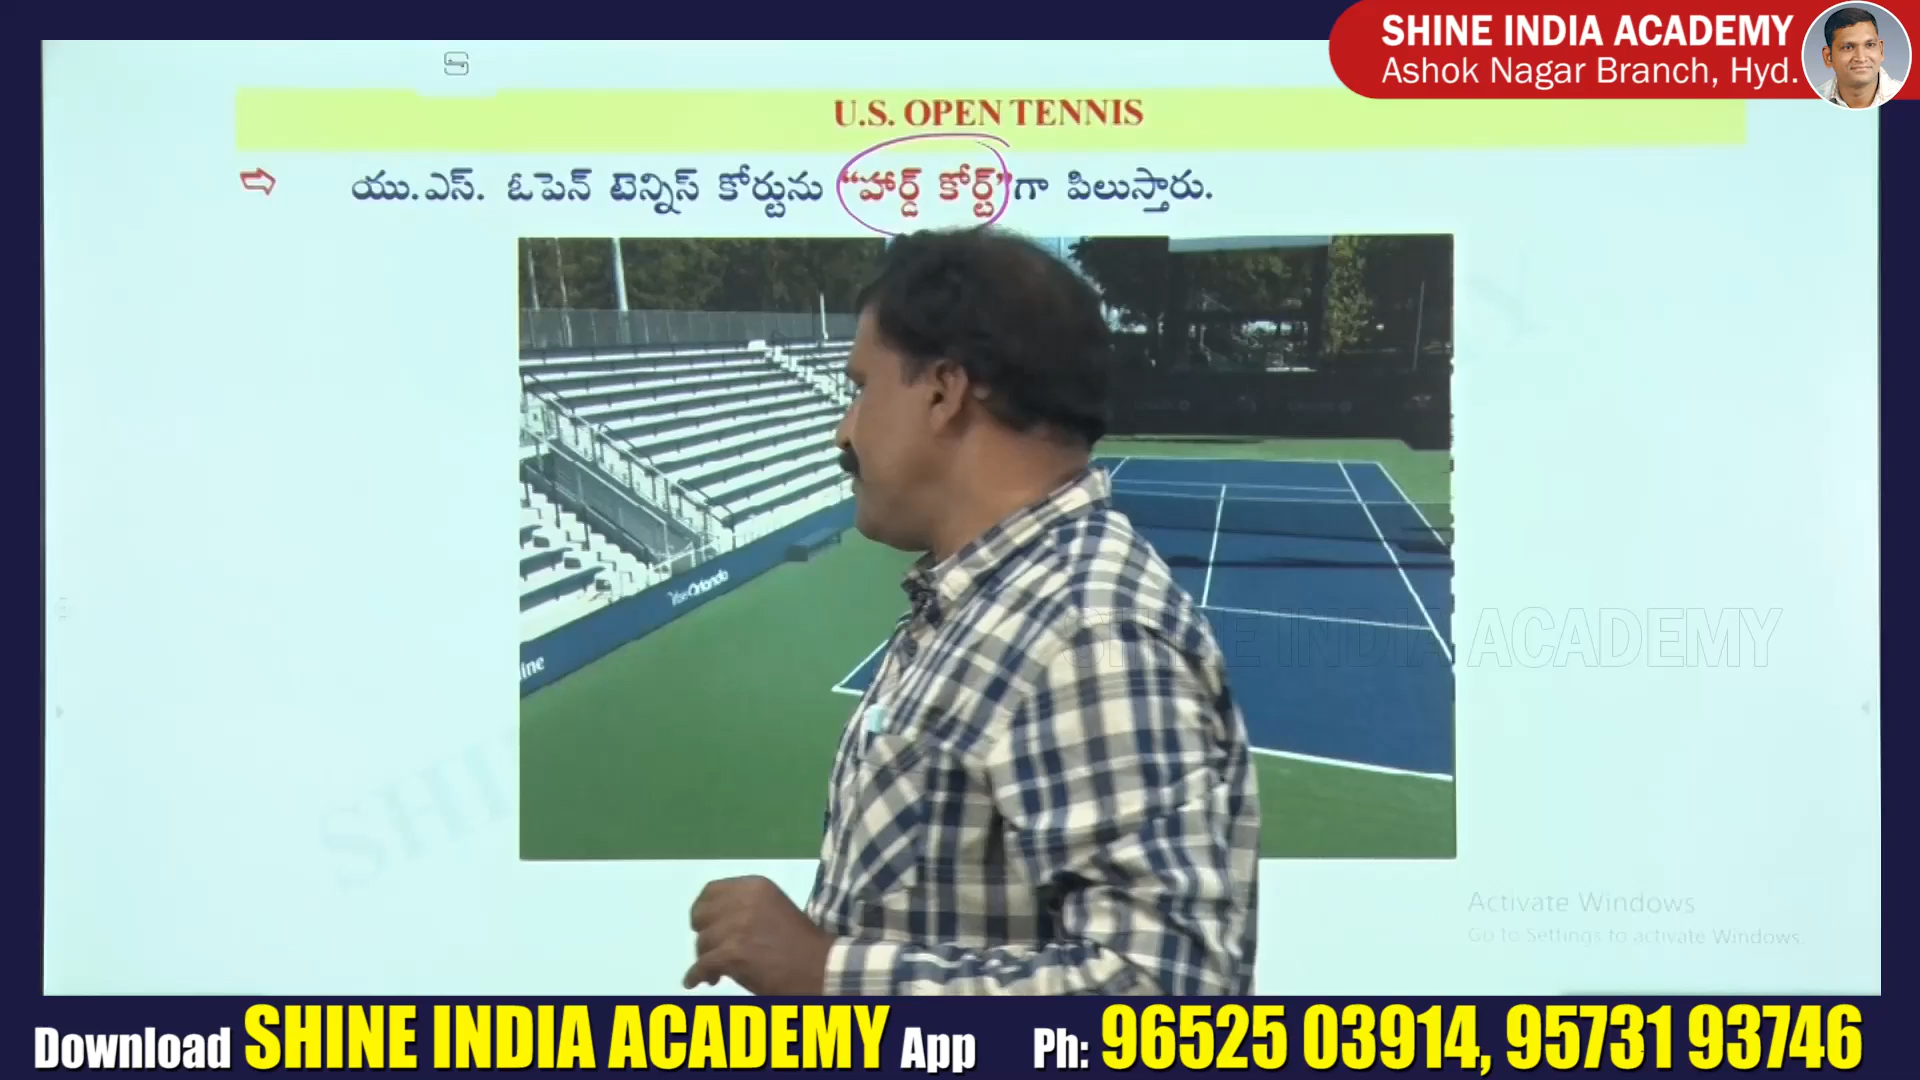 SHINE INDIA ACADEMY
Ashok Nagar Branch, Hyd.
U.S. OPEN TENNIS
యు.ఎస్. ఓపెన్ టెన్నిస్ కోర్టును “హార్డ్ కోర్ట్”గా పిలుస్తారు.
SHINE INDIA ACADEMY
Activate Windows
Go to Settings to activate Windows.
Download SHINE INDIA ACADEMY App Ph: 96525 03914, 95731 93746